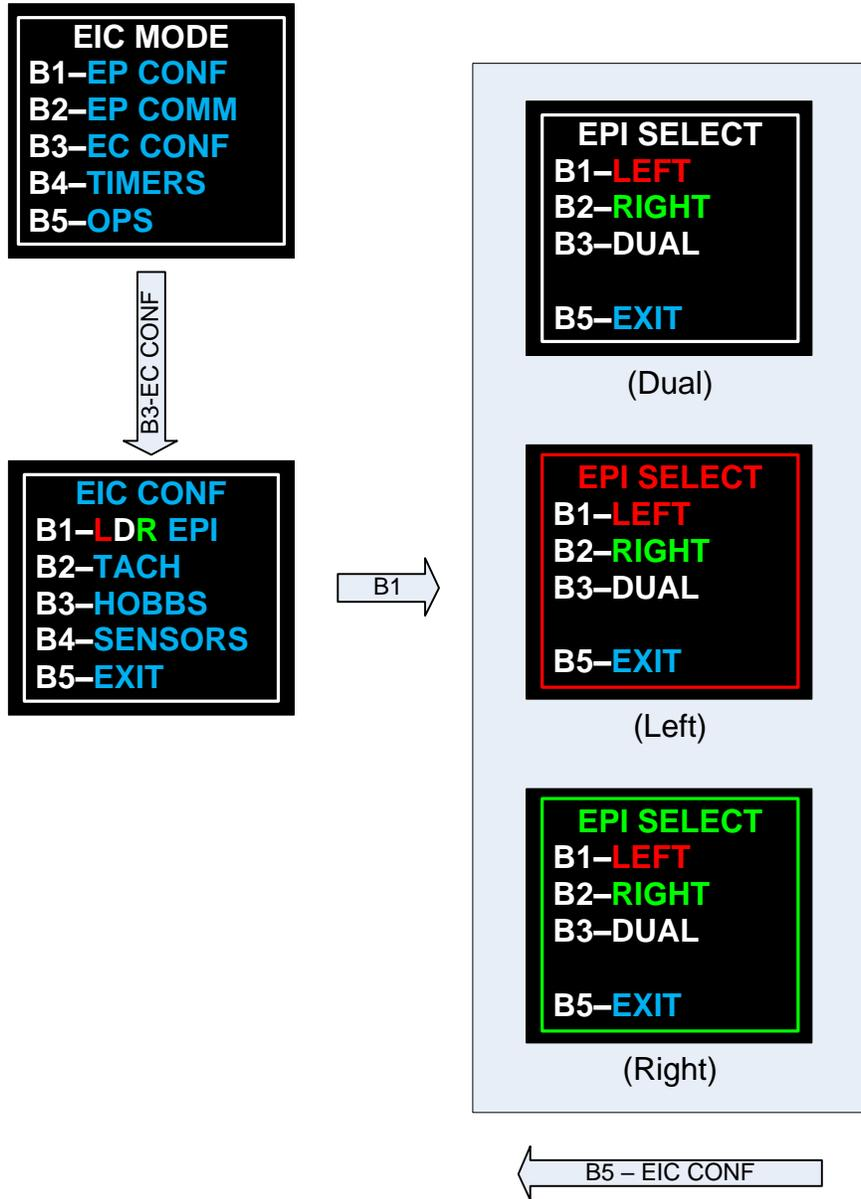 EIC MODE
B1–EP CONF
B2–EP COMM
B3–EC CONF
B4–TIMERS
B5–OPS
B3-EC CONF
EIC CONF
B1–LDR EPI
B2–TACH
B3–HOBBS
B4–SENSORS
B5–EXIT
B1
EPI SELECT
B1–LEFT
B2–RIGHT
B3–DUAL
B5–EXIT
(Dual)
EPI SELECT
B1–LEFT
B2–RIGHT
B3–DUAL
B5–EXIT
(Left)
EPI SELECT
B1–LEFT
B2–RIGHT
B3–DUAL
B5–EXIT
(Right)
B5 – EIC CONF